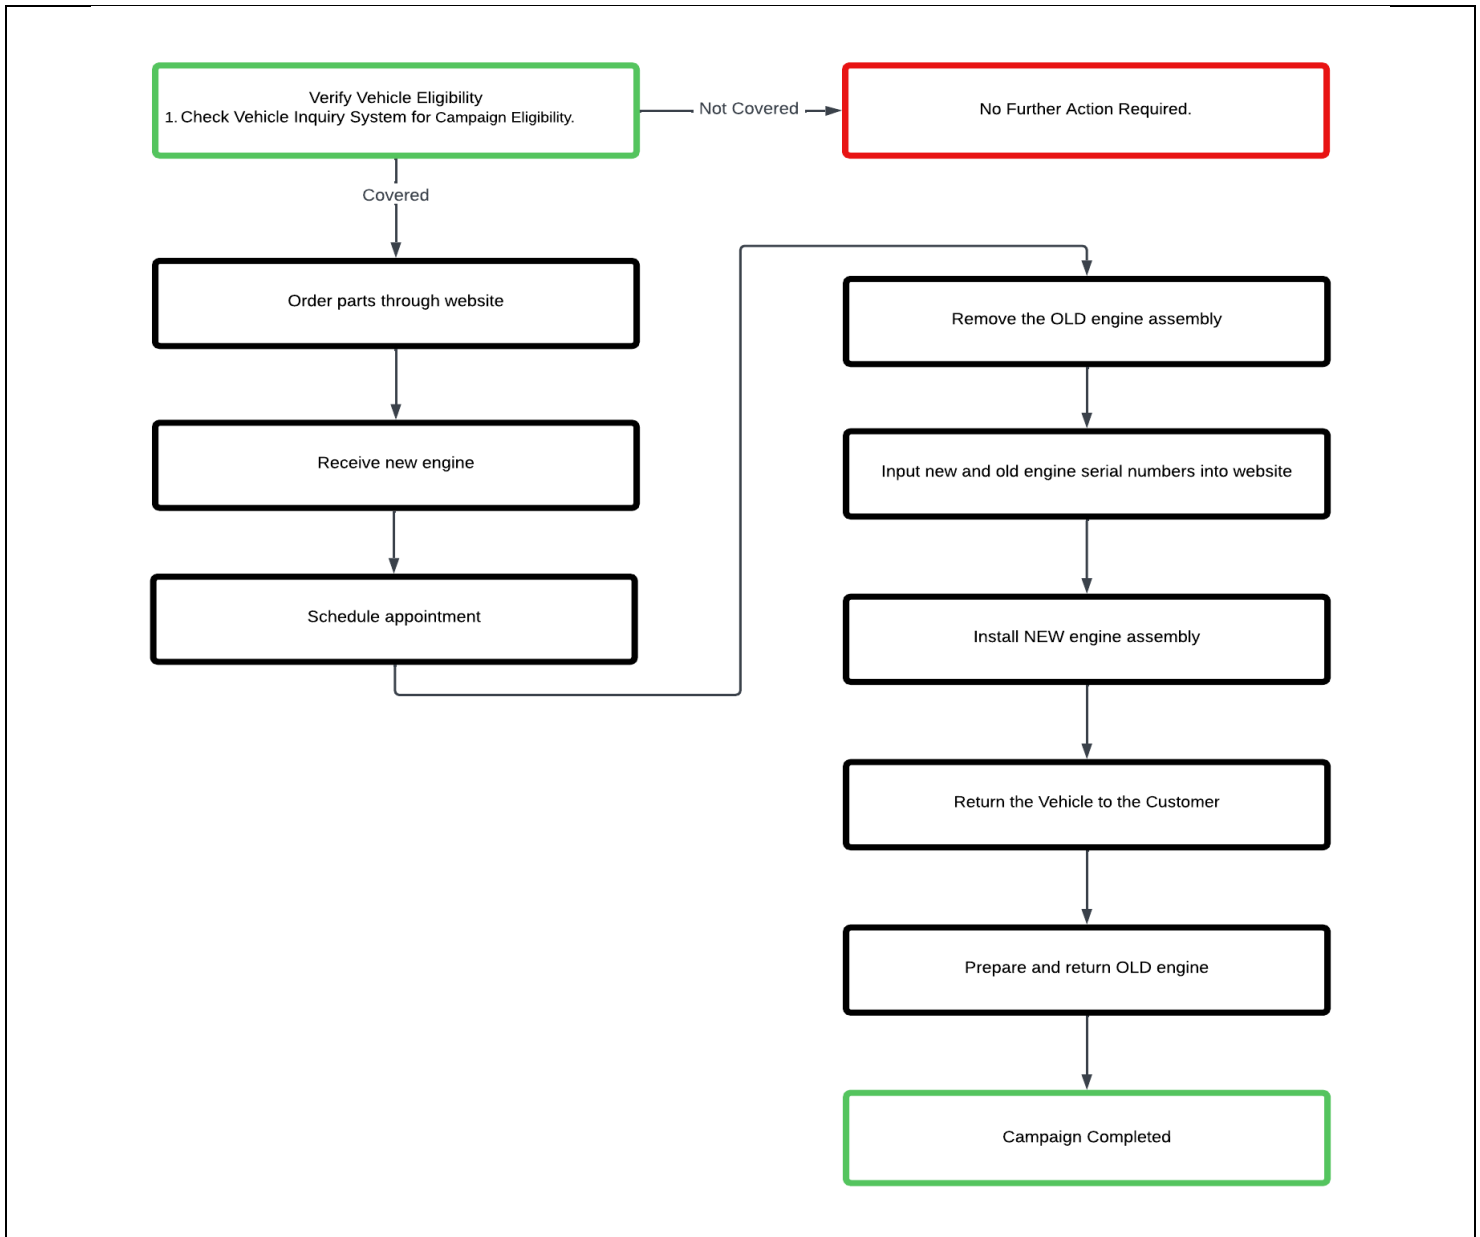 Verify Vehicle Eligibility
1. Check Vehicle Inquiry System for Campaign Eligibility.
Not Covered
No Further Action Required.
Covered
Order parts through website
Receive new engine
Schedule appointment
Remove the OLD engine assembly
Input new and old engine serial numbers into website
Install NEW engine assembly
Return the Vehicle to the Customer
Prepare and return OLD engine
Campaign Completed